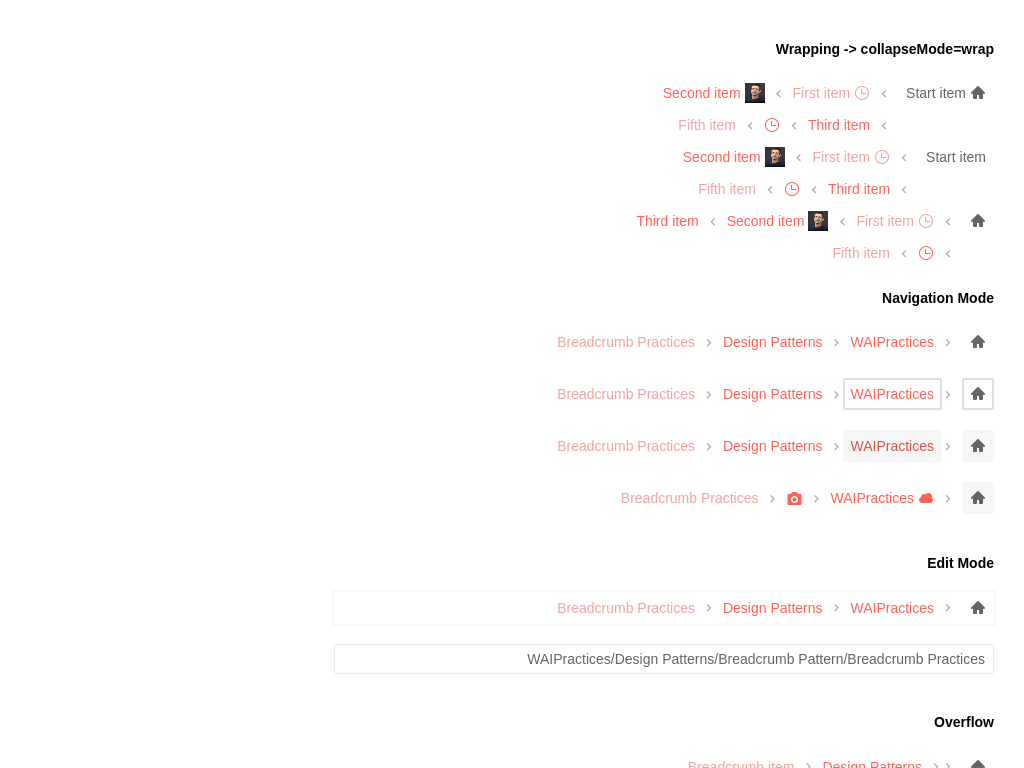 Wrapping -> collapseMode=wrap
Start item First item Second item
Third item Fifth item
Start item First item Second item
Third item Fifth item
First item Second item Third item
Fifth item
Navigation Mode
WAIPractices Design Patterns Breadcrumb Practices
WAIPractices Design Patterns Breadcrumb Practices
WAIPractices Design Patterns Breadcrumb Practices
WAIPractices Breadcrumb Practices
Edit Mode
WAIPractices Design Patterns Breadcrumb Practices
WAIPractices/Design Patterns/Breadcrumb Pattern/Breadcrumb Practices
Overflow
Design Patterns Breadcrumb item